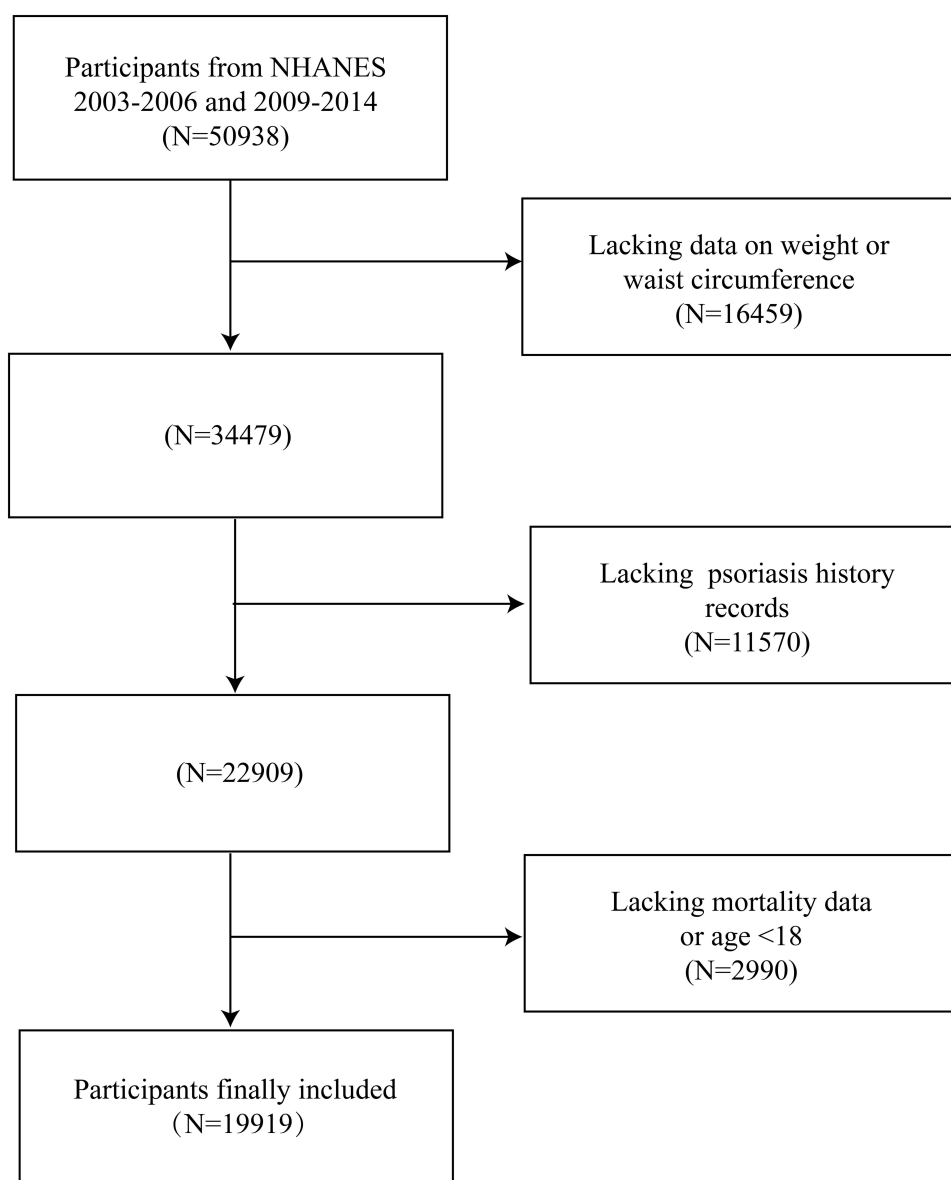 Participants from NHANES
2003-2006 and 2009-2014
(N=50938)
Lacking data on weight or
waist circumference
(N=16459)
(N=34479)
Lacking  psoriasis history
records
(N=11570)
(N=22909)
Lacking mortality data
or age <18
(N=2990)
Participants finally included
（N=19919）